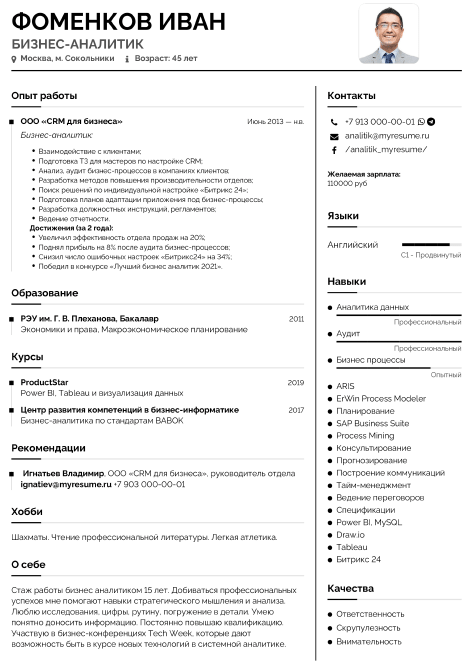 ФОМЕНКОВ ИВАН
БИЗНЕС-АНАЛИТИК
Москва, м. Сокольники Возраст: 45 лет
Опыт работы
ООО «CRM для бизнеса» Июнь 2013 — н.в.
Бизнес-аналитик
Взаимодействие с клиентами;
Подготовка ТЗ для мастеров по настройке CRM;
Анализ, аудит бизнес-процессов в компаниях клиентов;
Разработка методов повышения производительности отделов;
Поиск решений по индивидуальной настройке «Битрикс 24»;
Подготовка планов адаптации приложения под бизнес-процессы;
Разработка должностных инструкций, регламентов;
Ведение отчетности.
Достижения (за 2 года):
Увеличил эффективность отдела продаж на 20%;
Поднял прибыль на 8% после аудита бизнес-процессов;
Снизил число ошибочных настроек «Битрикс24» на 34%;
Победил в конкурсе «Лучший бизнес аналитик 2021».
Образование
РЭУ им. Г. В. Плеханова, Бакалавр 2011
Экономики и права, Макроэкономическое планирование
Курсы
ProductStar 2019
Power BI, Tableau и визуализация данных
Центр развития компетенций в бизнес-информатике 2017
Бизнес-аналитика по стандартам BABOK
Рекомендации
Игнатьев Владимир, ООО «CRM для бизнеса», руководитель отдела
ignatiev@myresume.ru +7 903 000-00-01
Хобби
Шахматы. Чтение профессиональной литературы. Легкая атлетика.
О себе
Стаж работы бизнес аналитиком 15 лет. Добиваться профессиональных
успехов мне помогают навыки стратегического мышления и анализа.
Люблю исследования, цифры, рутину, погружение в детали. Умею
понятно доносить информацию. Постоянно повышаю квалификацию.
Участвую в бизнес-конференциях Tech Week, которые дают
возможность быть в курсе новых технологий в системной аналитике.
Контакты
+7 913 000-00-01
analitik@myresume.ru
/analitik_myresume/
Желаемая зарплата:
110000 руб
Языки
Английский
C1 - Продвинутый
Навыки
Аналитика данных
Профессиональный
Аудит
Профессиональный
Бизнес процессы
Опытный
ARIS
ErWin Process Modeler
Планирование
SAP Business Suite
Process Mining
Консультирование
Прогнозирование
Построение коммуникаций
Тайм-менеджмент
Ведение переговоров
Спецификации
Power BI, MySQL
Draw.io
Tableau
Битрикс 24
Качества
Ответственность
Скрупулезность
Внимательность